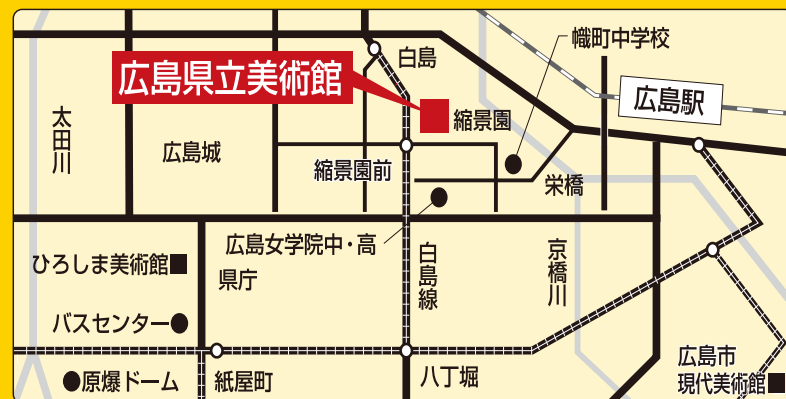 幟町中学校
白島
広島県立美術館
広島駅
太田川
縮景園
広島城
縮景園前
栄橋
広島女学院中・高
ひろしま美術館
県庁
白島線
京橋川
バスセンター
原爆ドーム
紙屋町
八丁堀
広島市
現代美術館